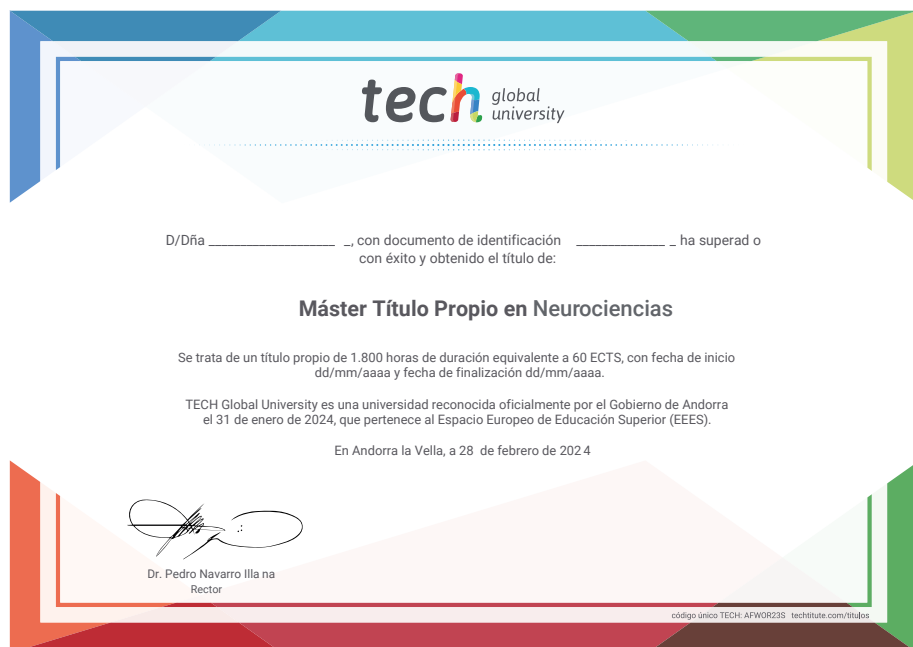 tech global
university
D/Dña ____________________ _, con documento de identificación ______________ _ ha superad o
con éxito y obtenido el título de:
Máster Título Propio en Neurociencias
Se trata de un título propio de 1.800 horas de duración equivalente a 60 ECTS, con fecha de inicio
dd/mm/aaaa y fecha de finalización dd/mm/aaaa.
TECH Global University es una universidad reconocida oficialmente por el Gobierno de Andorra
el 31 de enero de 2024, que pertenece al Espacio Europeo de Educación Superior (EEES).
En Andorra la Vella, a 28 de febrero de 202 4
Dr. Pedro Navarro Illa na
Rector
código único TECH: AFWOR23S techtitute.com/titulos